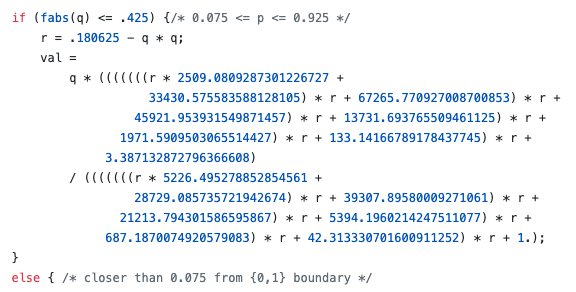 if (fabs(q) <= .425) {/* 0.075 <= p <= 0.925 */
r = .180625 - q * q;
val =
q * (((((((r * 2509.0809287301226727 +
33430.575583588128105) * r + 67265.770927008700853) * r +
45921.953931549871457) * r + 13731.693765509461125) * r +
1971.5909503065514427) * r + 133.14166789178437745) * r +
3.387132872796366608)
/ (((((((r * 5226.495278852854561 +
28729.085735721942674) * r + 39307.89580009271061) * r +
21213.794301586595867) * r + 5394.1960214247511077) * r +
687.1870074920579083) * r + 42.313330701600911252) * r + 1.);
}
else { /* closer than 0.075 from {0,1} boundary */